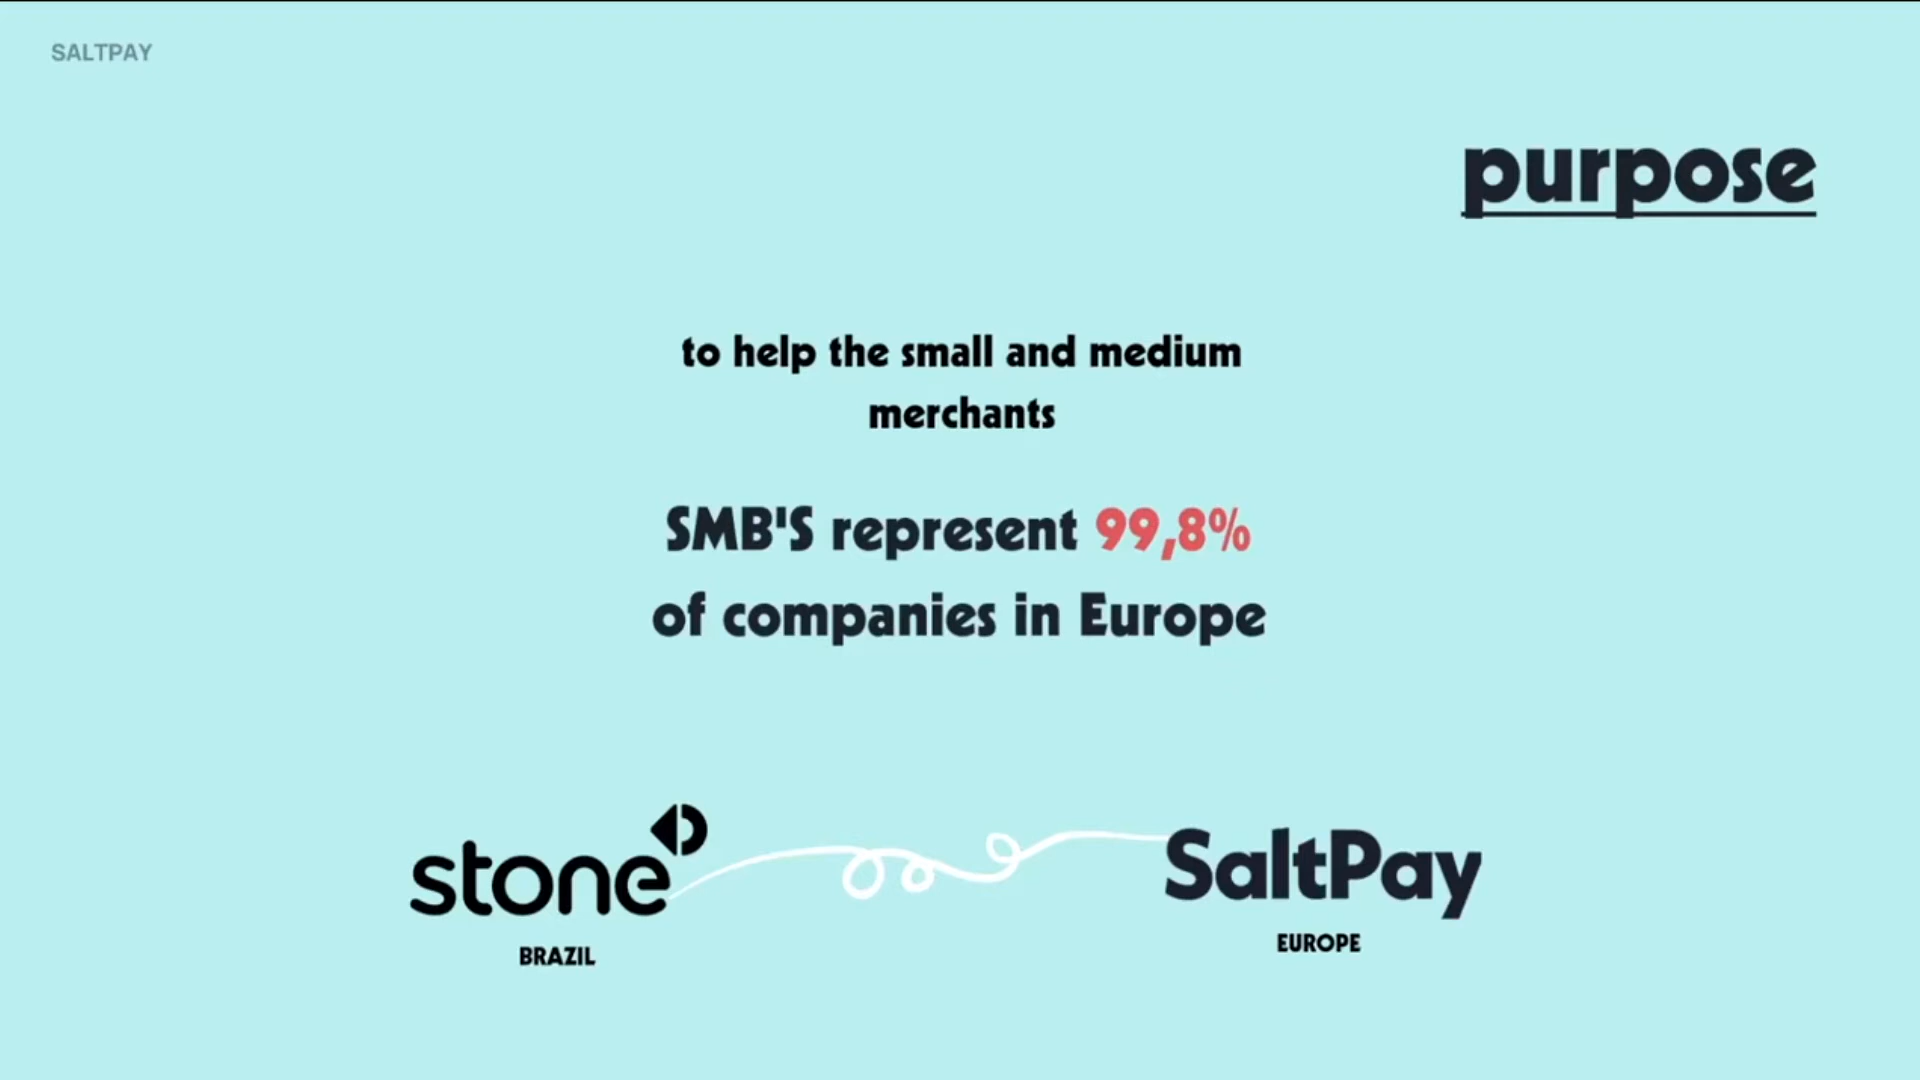 SALTPAY
purpose
to help the small and medium
merchants
SMB'S represent 99,8%
of companies in Europe
stone
BRAZIL
SaltPay
EUROPE